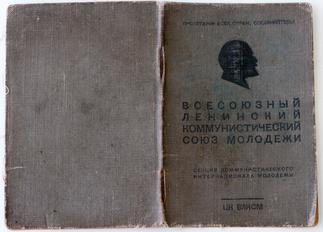 ПРОЛЕТАРИИ ВСЕХ СТРАН, СОЕДИНЯЙТЕСЬ!
ВСЕСОЮЗНЫЙ
ЛЕНИНСКИЙ
КОММУНИСТИЧЕСКИЙ
СОЮЗ МОЛОДЕЖИ
СЕКЦИЯ КОММУНИСТИЧЕСКОГО
ИНТЕРНАЦИОНАЛА МОЛОДЕЖИ
ЦК ВЛКСМ